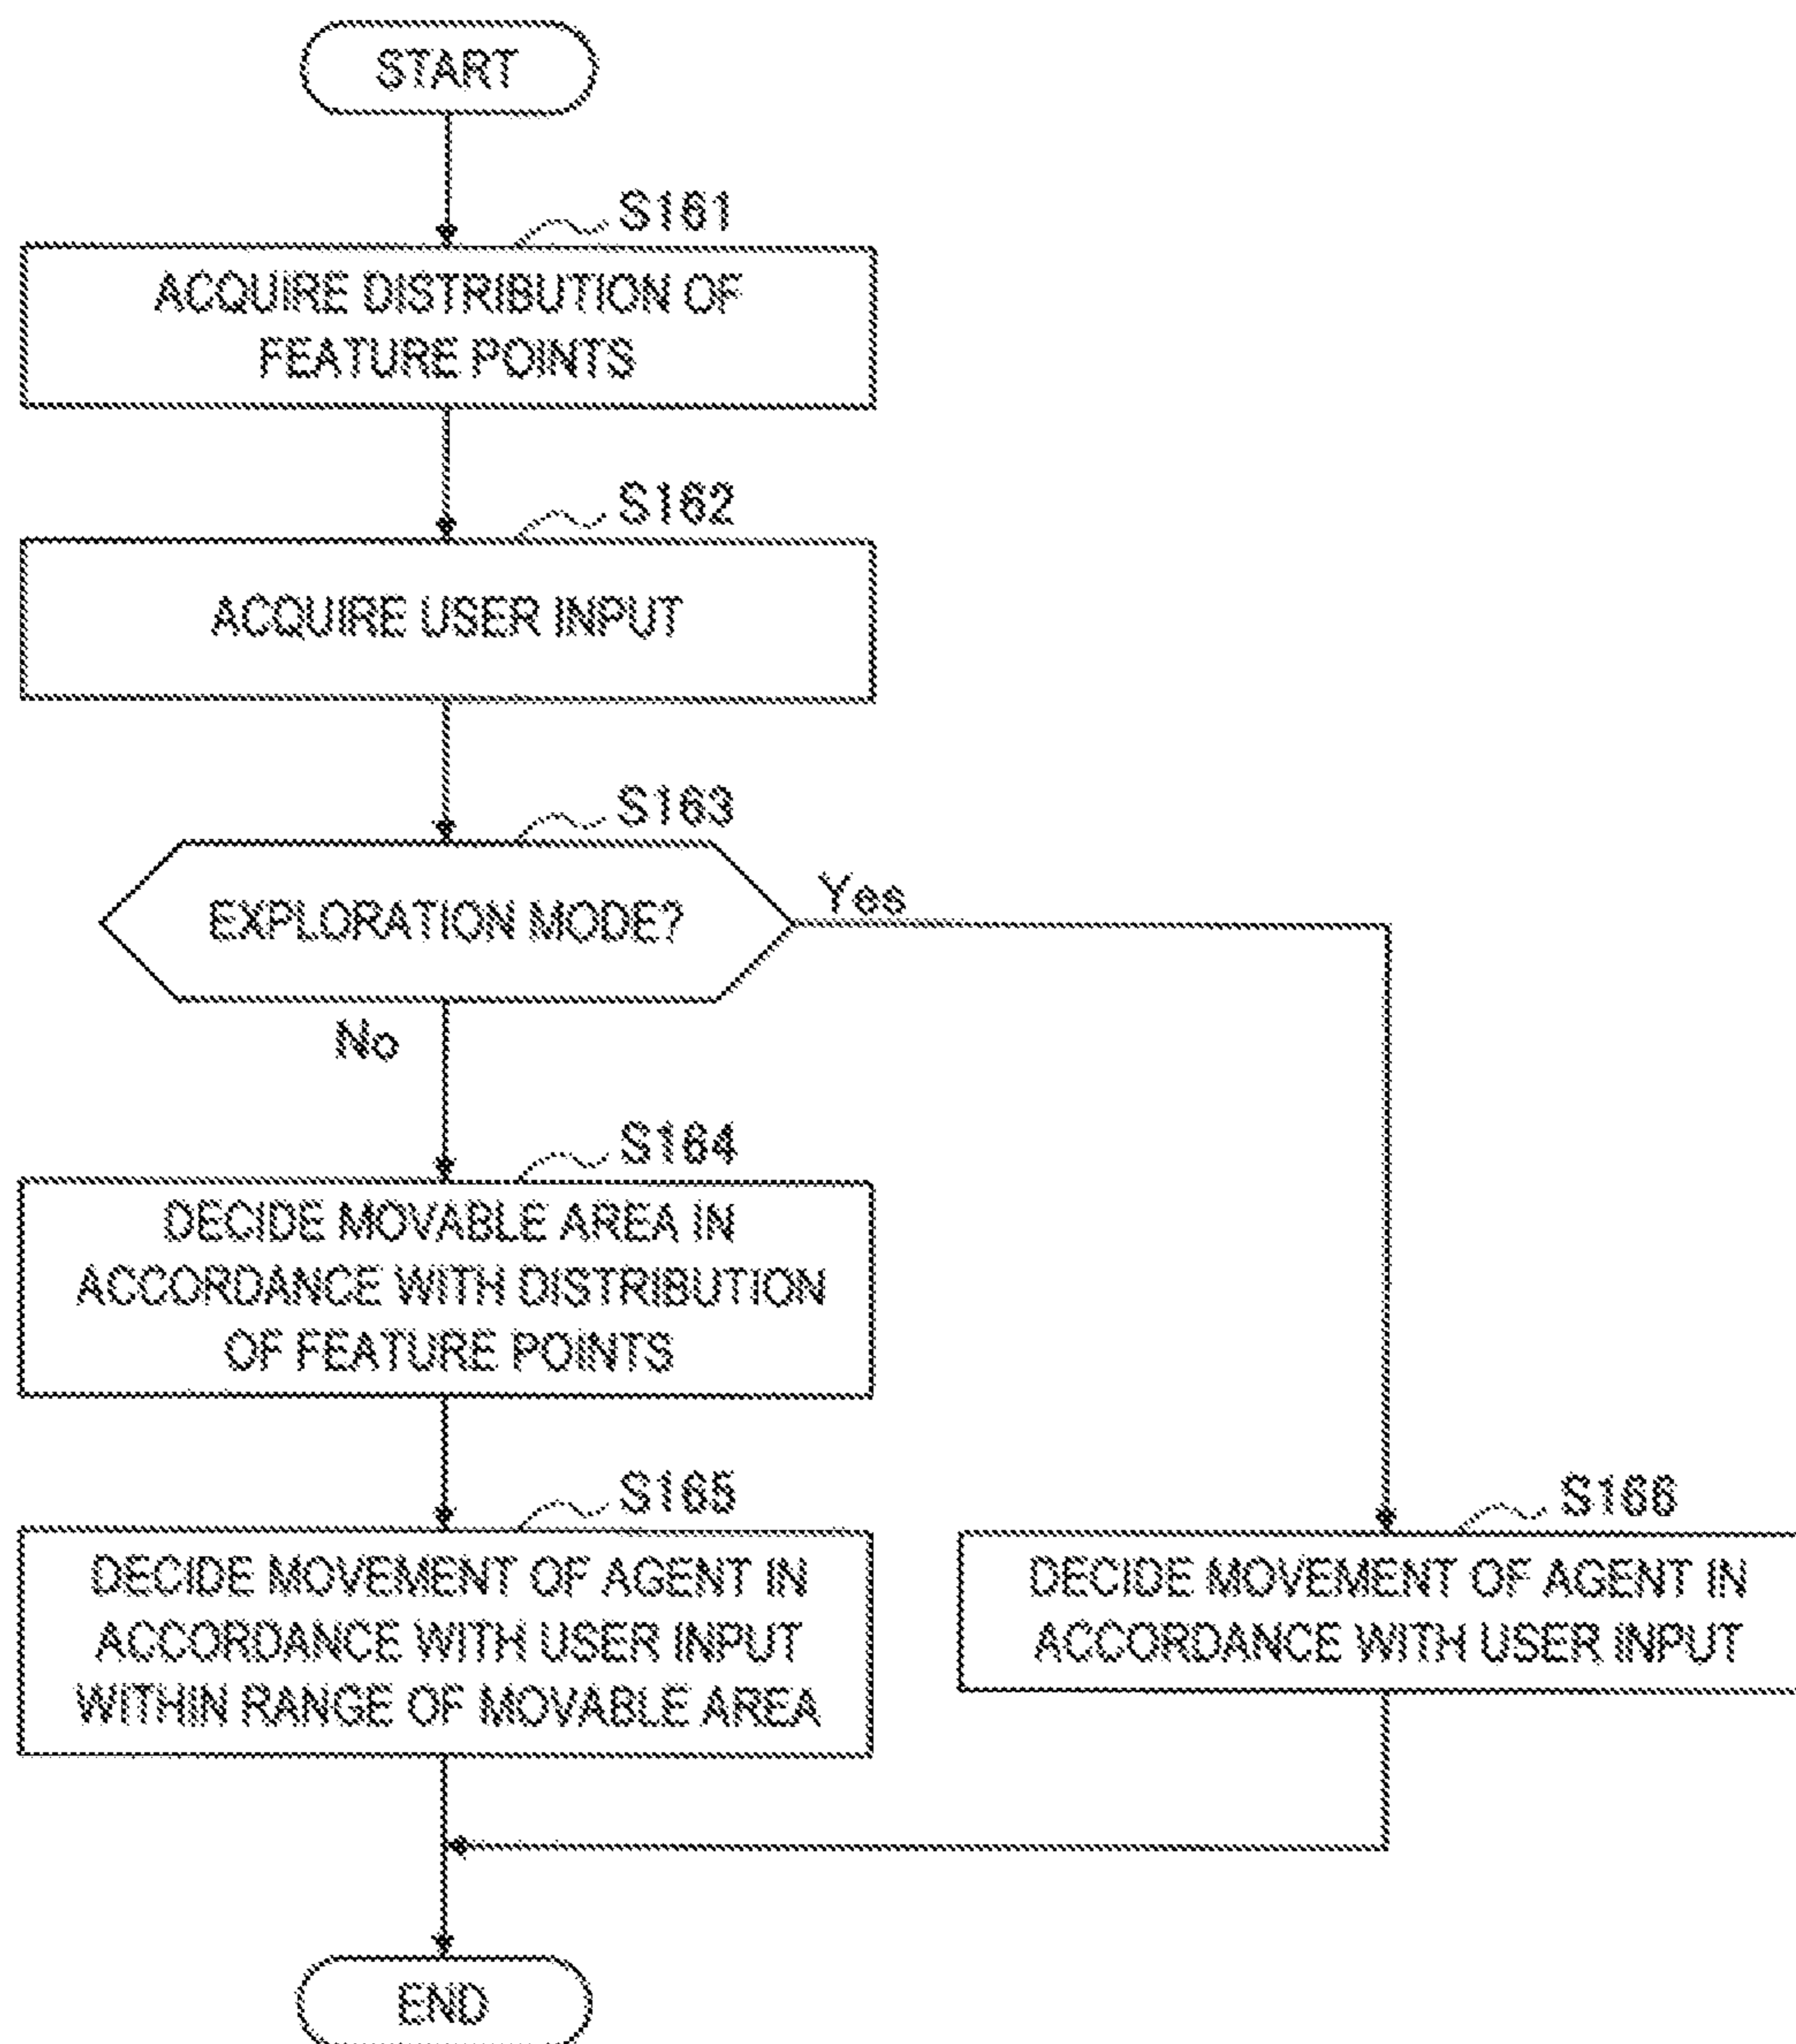 START
S161
ACQUIRE DISTRIBUTION OF
FEATURE POINTS
S162
ACQUIRE USER INPUT
S163
EXPLORATION MODE?
Yes
No
S164
DECIDE MOVABLE AREA IN
ACCORDANCE WITH DISTRIBUTION
OF FEATURE POINTS
S165
DECIDE MOVEMENT OF AGENT IN
ACCORDANCE WITH USER INPUT
WITHIN RANGE OF MOVABLE AREA
S166
DECIDE MOVEMENT OF AGENT IN
ACCORDANCE WITH USER INPUT
END